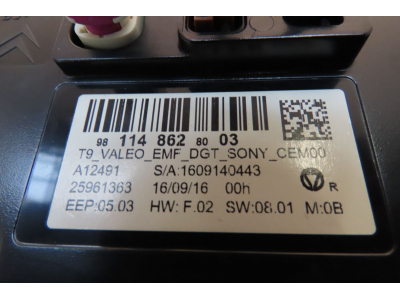 98 114 862 80 03
T9_VALEO_EMF_DGT_SONY_CEM00
A12491 S/A:1609140443
25961363 16/09/16 00h R
EEP:05.03 HW:F.02 SW:08.01 M:0B